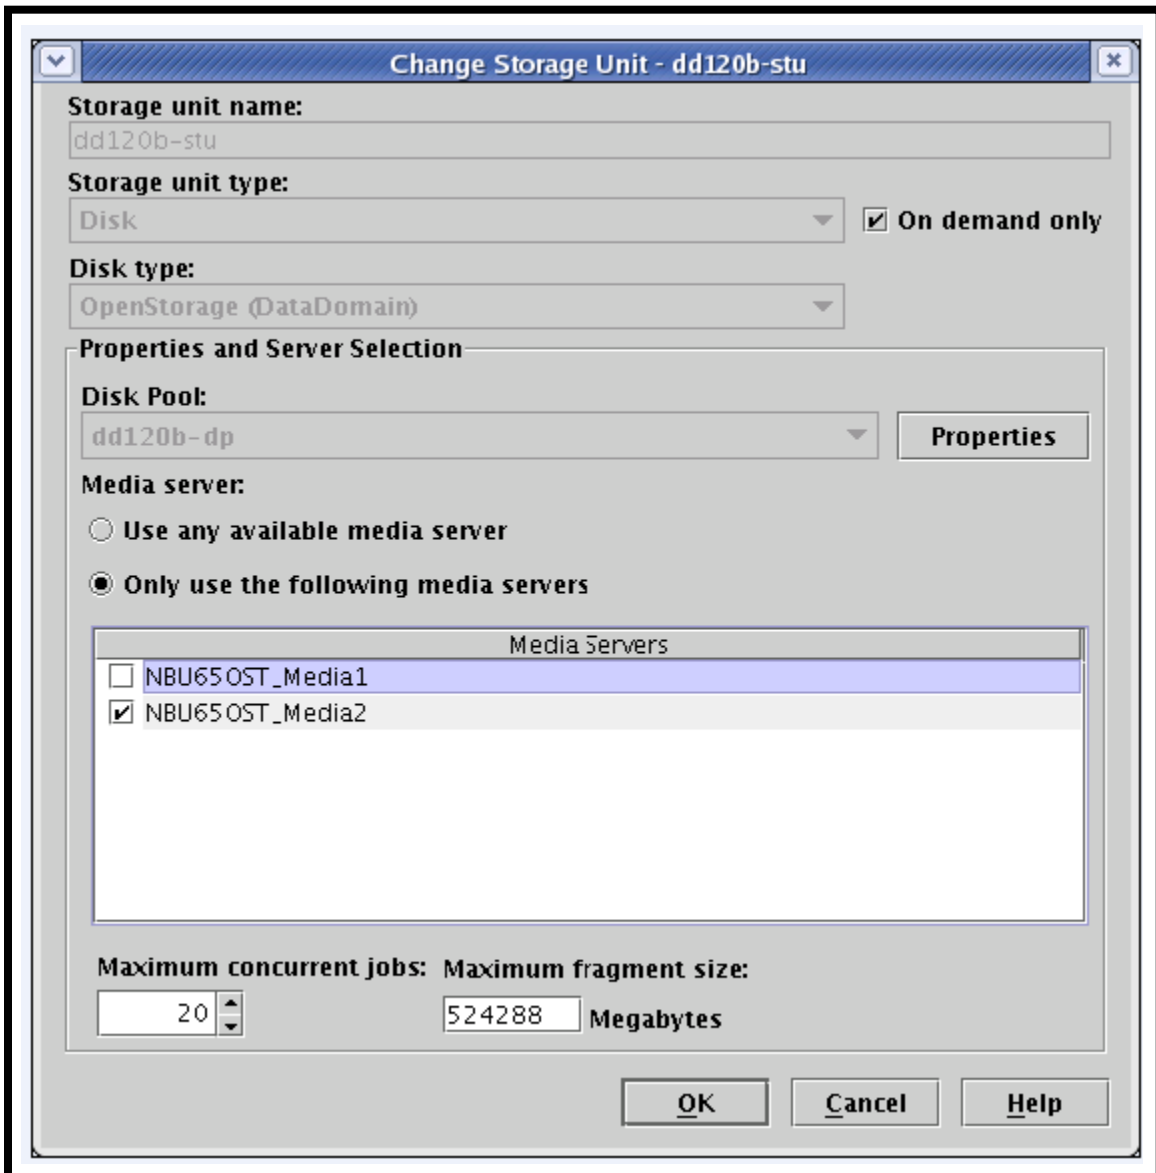 Change Storage Unit - dd120b-stu
Storage unit name:
dd120b-stu
Storage unit type:
Disk
On demand only
Disk type:
OpenStorage (DataDomain)
Properties and Server Selection
Disk Pool:
dd120b-dp
Properties
Media server:
Use any available media server
Only use the following media servers
Media Servers
NBU65OST_Media1
NBU65OST_Media2
Maximum concurrent jobs: Maximum fragment size:
20 524288 Megabytes
OK Cancel Help